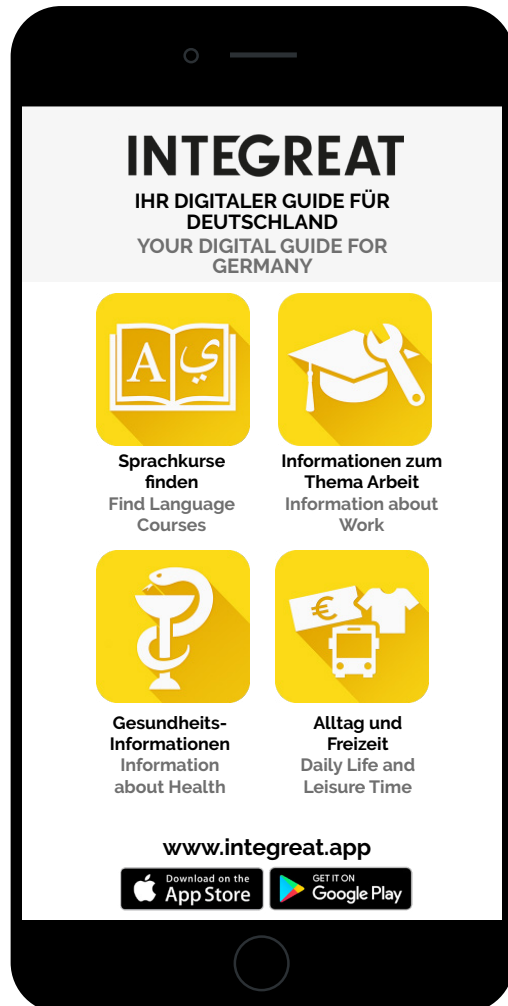 INTEGREAT
IHR DIGITALER GUIDE FÜR
DEUTSCHLAND
YOUR DIGITAL GUIDE FOR
GERMANY
A ي
Sprachkurse
finden
Find Language
Courses
Informationen zum
Thema Arbeit
Information about
Work
€
Gesundheits-
Informationen
Information
about Health
Alltag und
Freizeit
Daily Life and
Leisure Time
www.integreat.app
Download on the
App Store
GET IT ON
Google Play